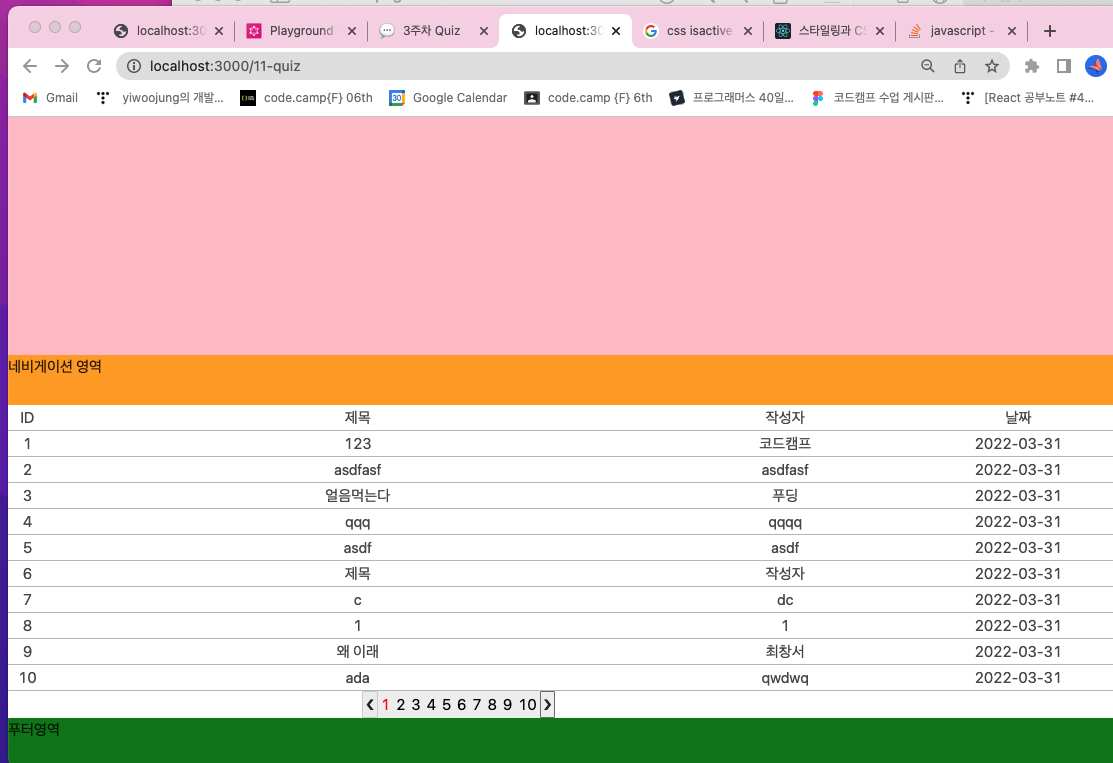 localhost:30 Playground 3주차 Quiz localhost:30 css isactive 스타일링과 CS javascript -
localhost:3000/11-quiz
Gmail yiwoojung의 개발... code.camp{F} 06th Google Calendar code.camp {F} 6th 프로그래머스 40일... 코드캠프 수업 게시판... [React 공부노트 #4...
네비게이션 영역
ID 제목 작성자 날짜
1 123 코드캠프 2022-03-31
2 asdfasf asdfasf 2022-03-31
3 얼음먹는다 푸딩 2022-03-31
4 qqq qqqq 2022-03-31
5 asdf asdf 2022-03-31
6 제목 작성자 2022-03-31
7 c dc 2022-03-31
8 1 1 2022-03-31
9 왜 이래 최창서 2022-03-31
10 ada qwdwq 2022-03-31
‹ 1 2 3 4 5 6 7 8 9 10 ›
푸터영역